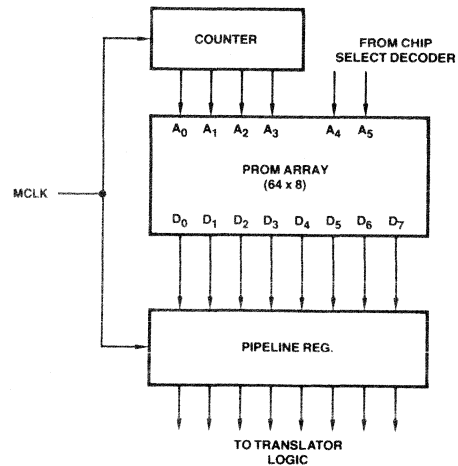 COUNTER
FROM CHIP
SELECT DECODER
A0 A1 A2 A3 A4 A5
PROM ARRAY
(64 x 8)
MCLK
D0 D1 D2 D3 D4 D5 D6 D7
PIPELINE REG.
TO TRANSLATOR
LOGIC